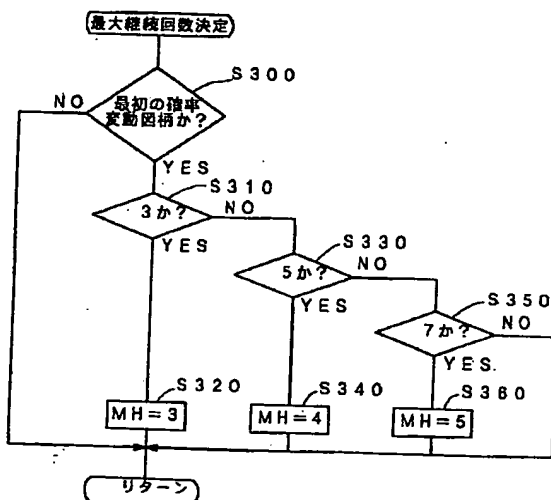 最大継続回数決定
S300
NO
最初の確率
変動図柄か?
YES
S310
3か?
NO
YES
S330
5か?
NO
YES
S350
7か?
NO
YES.
S320
MH=3
S340
MH=4
S360
MH=5
リターン